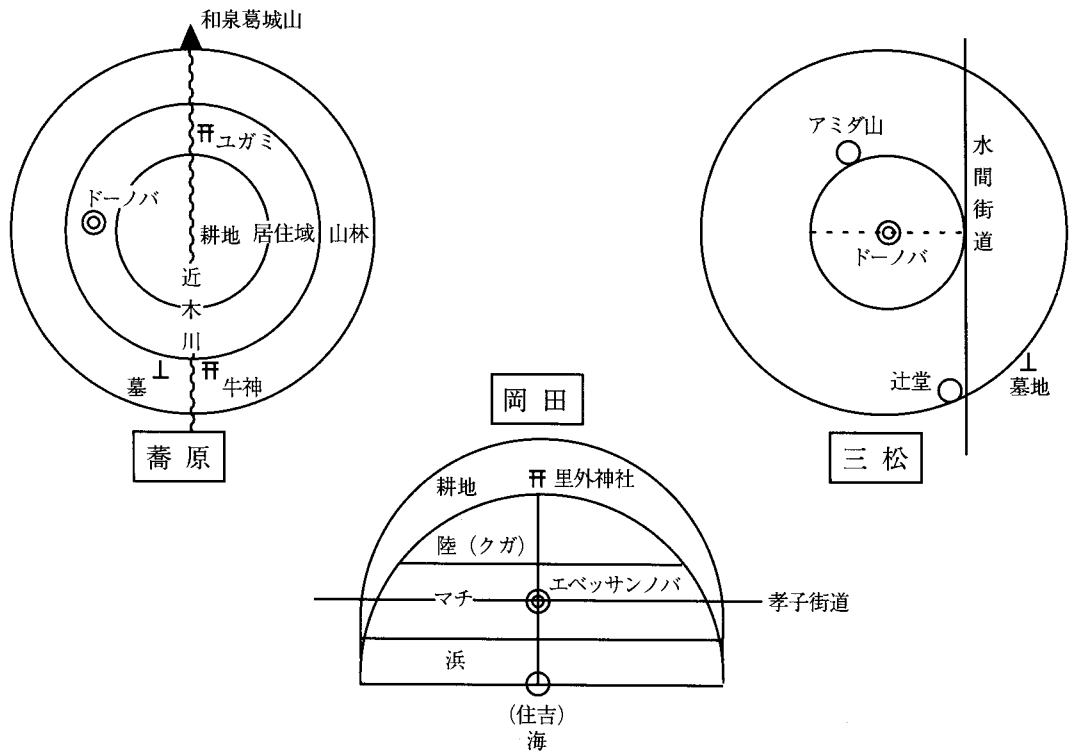 和泉葛城山
ユガミ
ドーノバ
耕地
居住域
山林
近木川
墓
牛神
蕎原
アミダ山
水間街道
ドーノバ
辻堂
墓地
三松
岡田
耕地
里外神社
陸（クガ）
エベッサンノバ
マチ
孝子街道
浜
（住吉）
海